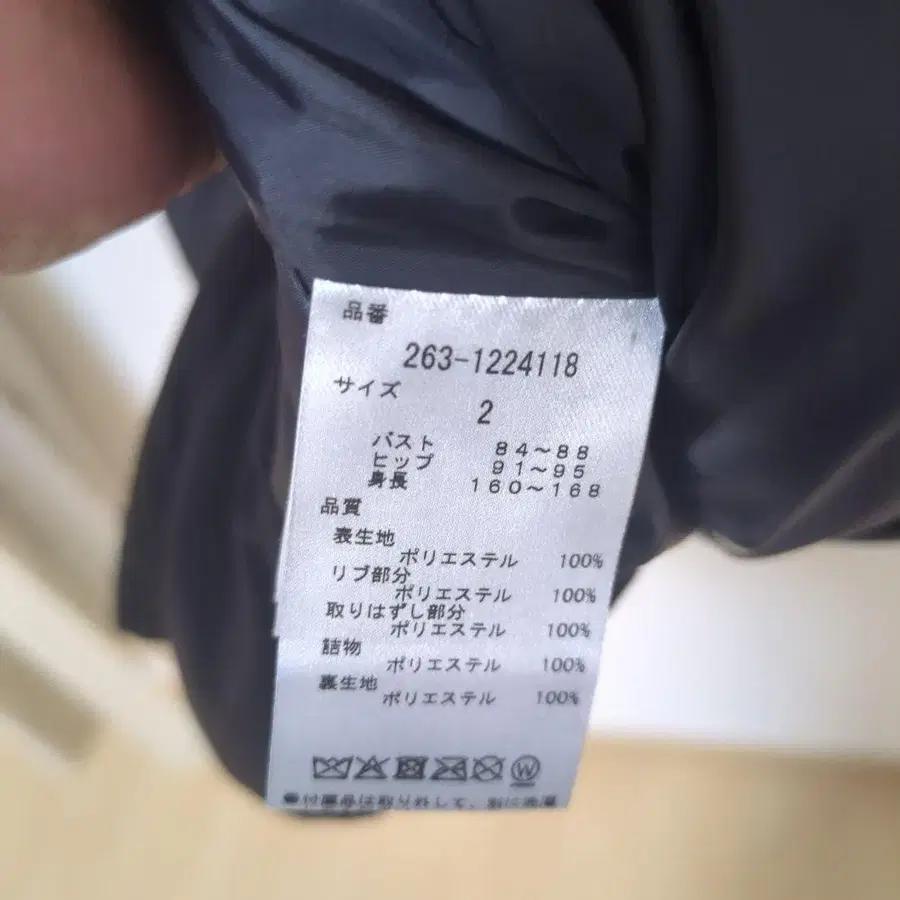 品番
263-1224118
サイズ
2
バスト 84~88
ヒップ 91~95
身長 160~168
品質
表生地
ポリエステル 100%
リブ部分
ポリエステル 100%
取りはずし部分
ポリエステル 100%
詰物
ポリエステル 100%
裏生地
ポリエステル 100%
W